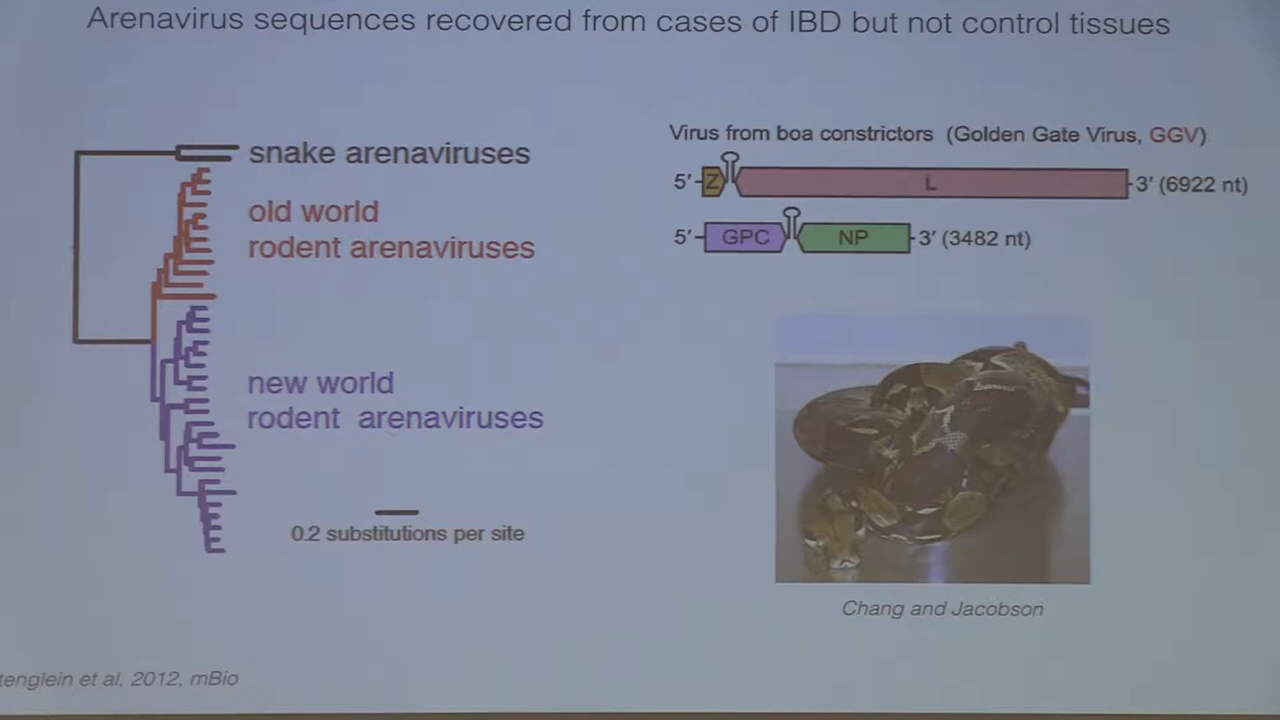 Arenavirus sequences recovered from cases of IBD but not control tissues
snake arenaviruses
old world
rodent arenaviruses
new world
rodent arenaviruses
0.2 substitutions per site
Virus from boa constrictors (Golden Gate Virus, GGV)
5′ Z L 3′ (6922 nt)
5′ GPC NP 3′ (3482 nt)
Chang and Jacobson
tenglein et al, 2012, mBio